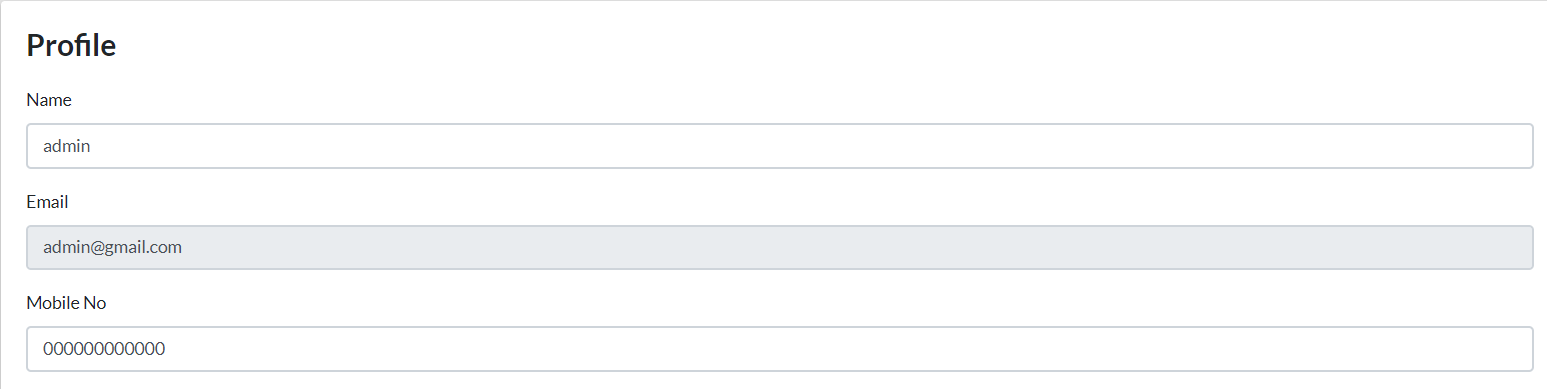 Profile
Name
admin
Email
admin@gmail.com
Mobile No
000000000000